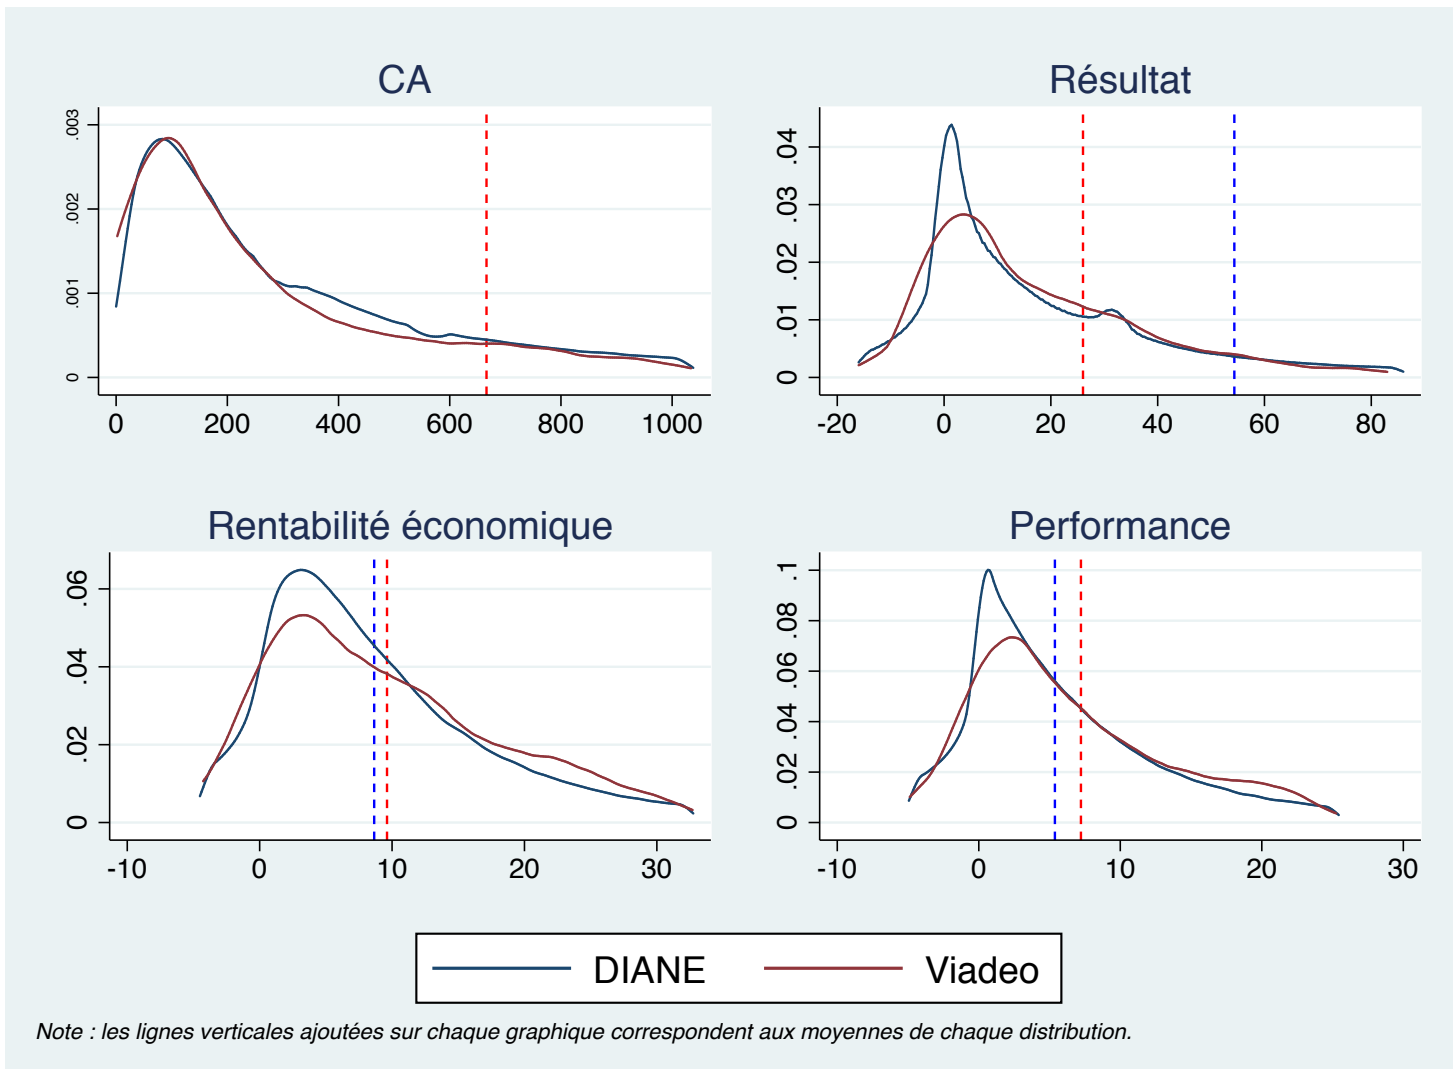 CA
.003
.002
.001
0
0 200 400 600 800 1000
Résultat
.04
.03
.02
.01
0
-20 0 20 40 60 80
Rentabilité économique
.06
.04
.02
0
-10 0 10 20 30
Performance
.1
.08
.06
.04
.02
0
-10 0 10 20 30
DIANE Viadeo
Note : les lignes verticales ajoutées sur chaque graphique correspondent aux moyennes de chaque distribution.